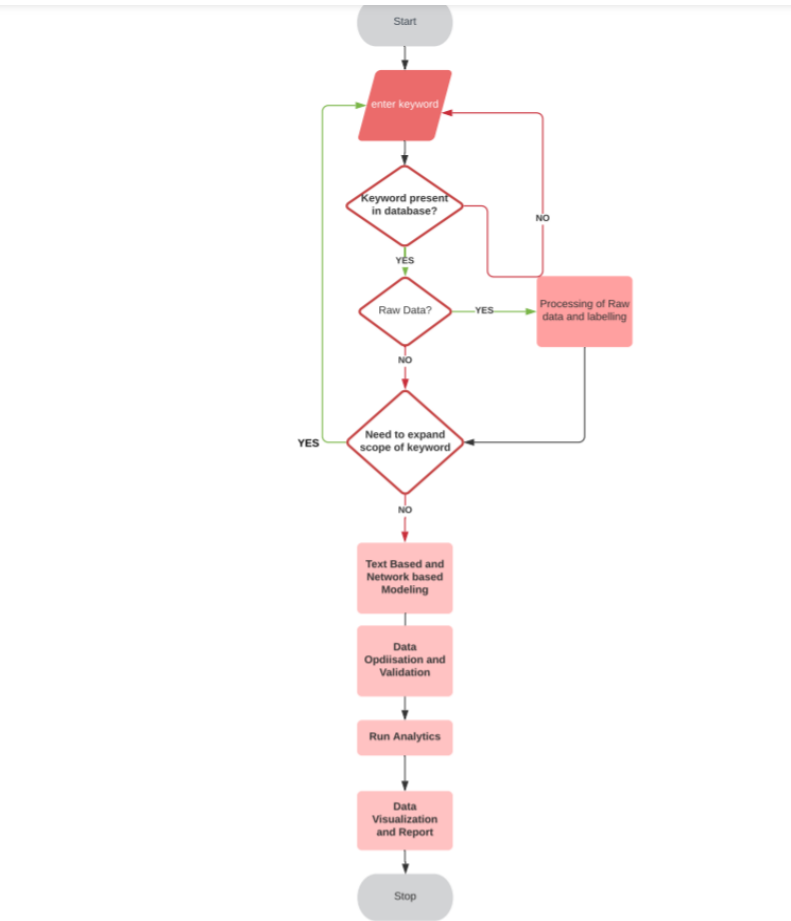 Start
enter keyword
Keyword present
in database?
NO
YES
Raw Data?
YES
Processing of Raw
data and labelling
NO
Need to expand
scope of keyword
YES
NO
Text Based and
Network based
Modeling
Data
Opdiisation and
Validation
Run Analytics
Data
Visualization
and Report
Stop